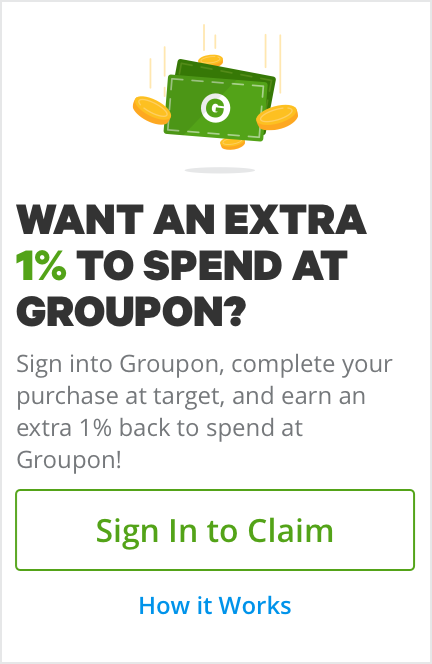 G
WANT AN EXTRA
1% TO SPEND AT
GROUPON?
Sign into Groupon, complete your
purchase at target, and earn an
extra 1% back to spend at
Groupon!
Sign In to Claim
How it Works